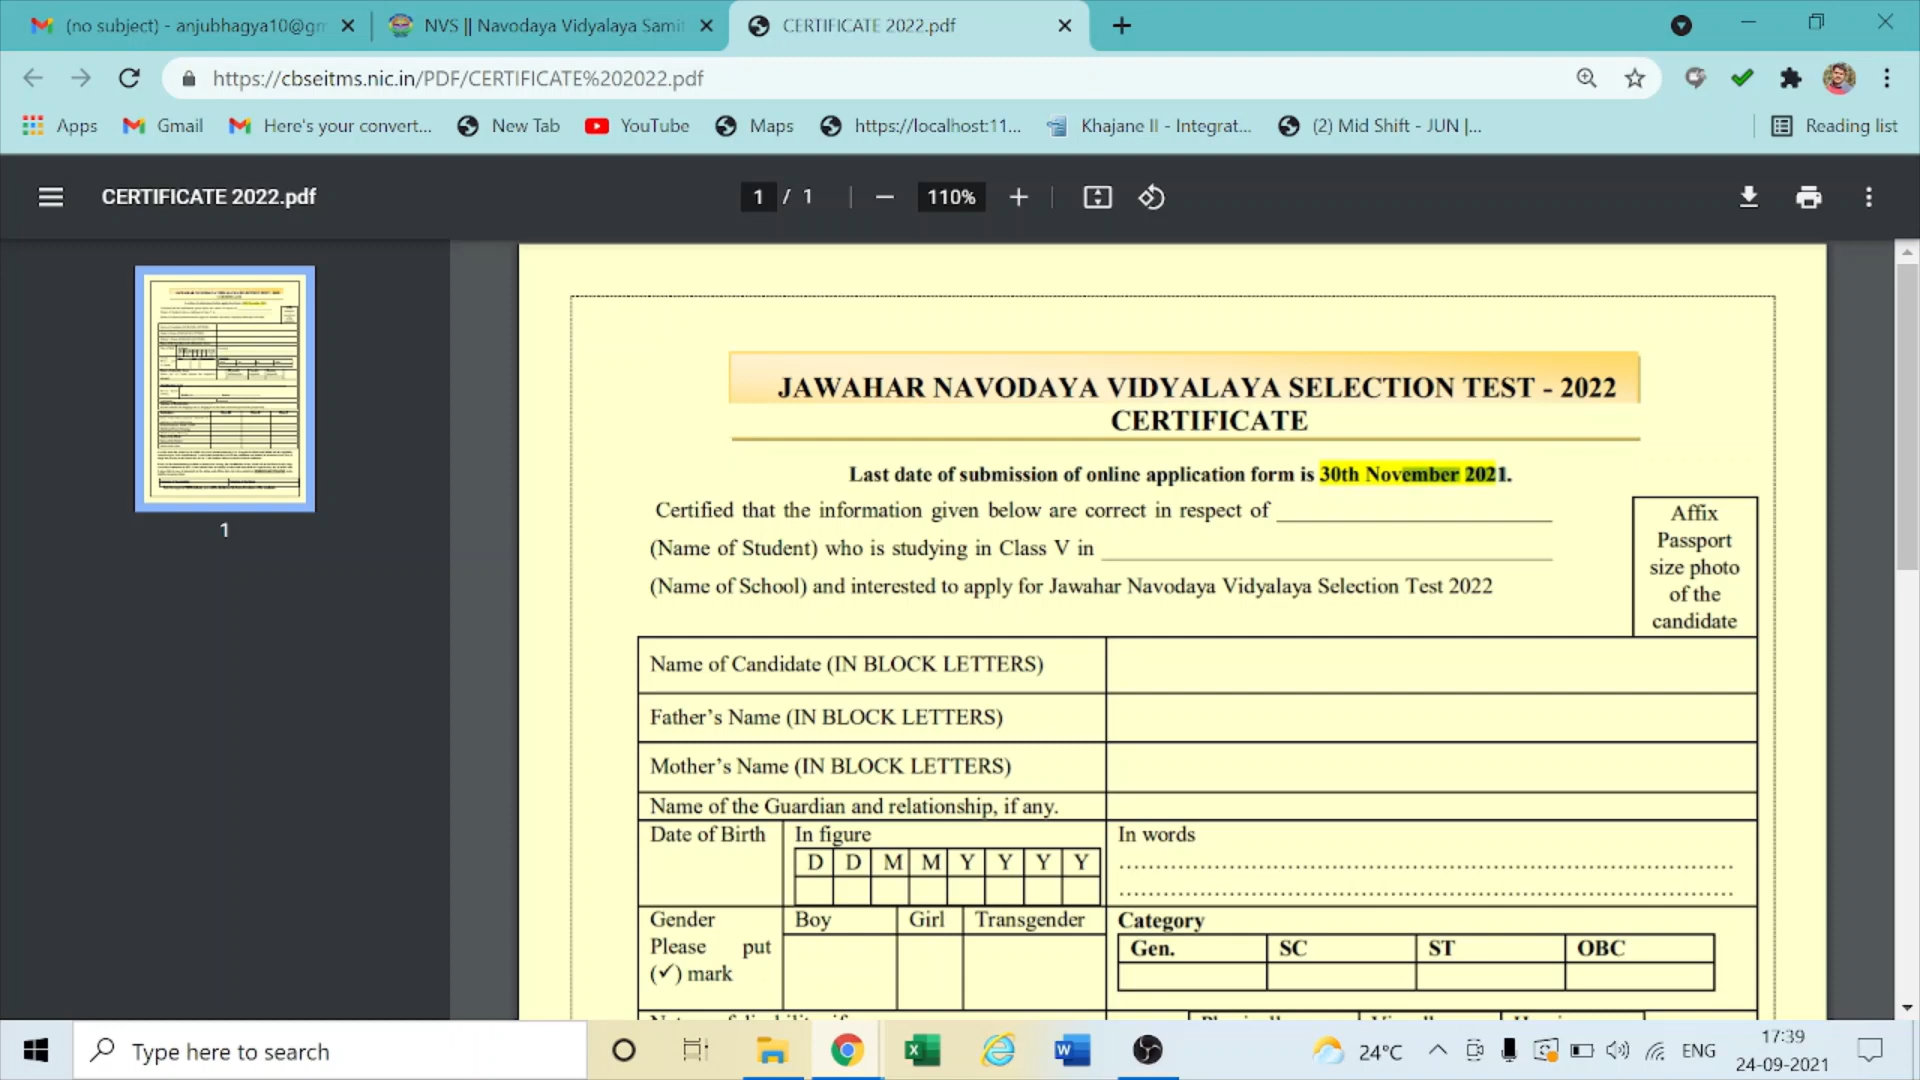 (no subject) - anjubhagya10@gm
NVS || Navodaya Vidyalaya Samit
CERTIFICATE 2022.pdf
https://cbseitms.nic.in/PDF/CERTIFICATE%202022.pdf
Apps
Gmail
Here's your convert...
New Tab
YouTube
Maps
https://localhost:11...
Khajane II - Integrat...
(2) Mid Shift - JUN |...
Reading list
CERTIFICATE 2022.pdf
1 / 1
110%
1
JAWAHAR NAVODAYA VIDYALAYA SELECTION TEST - 2022
CERTIFICATE
Last date of submission of online application form is 30th November 2021.
Certified that the information given below are correct in respect of
(Name of Student) who is studying in Class V in
(Name of School) and interested to apply for Jawahar Navodaya Vidyalaya Selection Test 2022
Affix
Passport
size photo
of the
candidate
Name of Candidate (IN BLOCK LETTERS)
Father's Name (IN BLOCK LETTERS)
Mother's Name (IN BLOCK LETTERS)
Name of the Guardian and relationship, if any.
Date of Birth
In figure
D D M M Y Y Y Y
In words
Gender
Please put
(✓) mark
Boy
Girl
Transgender
Category
Gen. SC ST OBC
Type here to search
24°C
ENG
17:39
24-09-2021